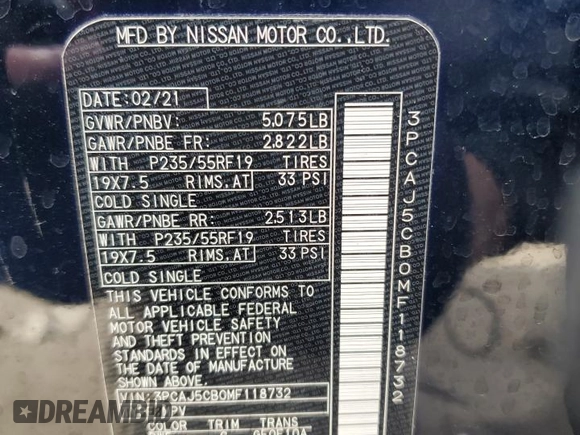 MFD BY NISSAN MOTOR CO.,LTD.
DATE:02/21
GVWR/PNBV: 5,075LB
GAWR/PNBE FR: 2,822LB
WITH P235/55RF19 TIRES
19X7.5 RIMS.AT 33 PSI
COLD SINGLE
GAWR/PNBE RR: 2,513LB
WITH P235/55RF19 TIRES
19X7.5 RIMS.AT 33 PSI
COLD SINGLE
THIS VEHICLE CONFORMS TO
ALL APPLICABLE FEDERAL
MOTOR VEHICLE SAFETY
AND THEFT PREVENTION
STANDARDS IN EFFECT ON
THE DATE OF MANUFACTURE
SHOWN ABOVE.
VIN: 3PCAJ5CB0MF118732
COLOR TRIM TRANS
3PCAJ5CB0MF118732
DREAMBID